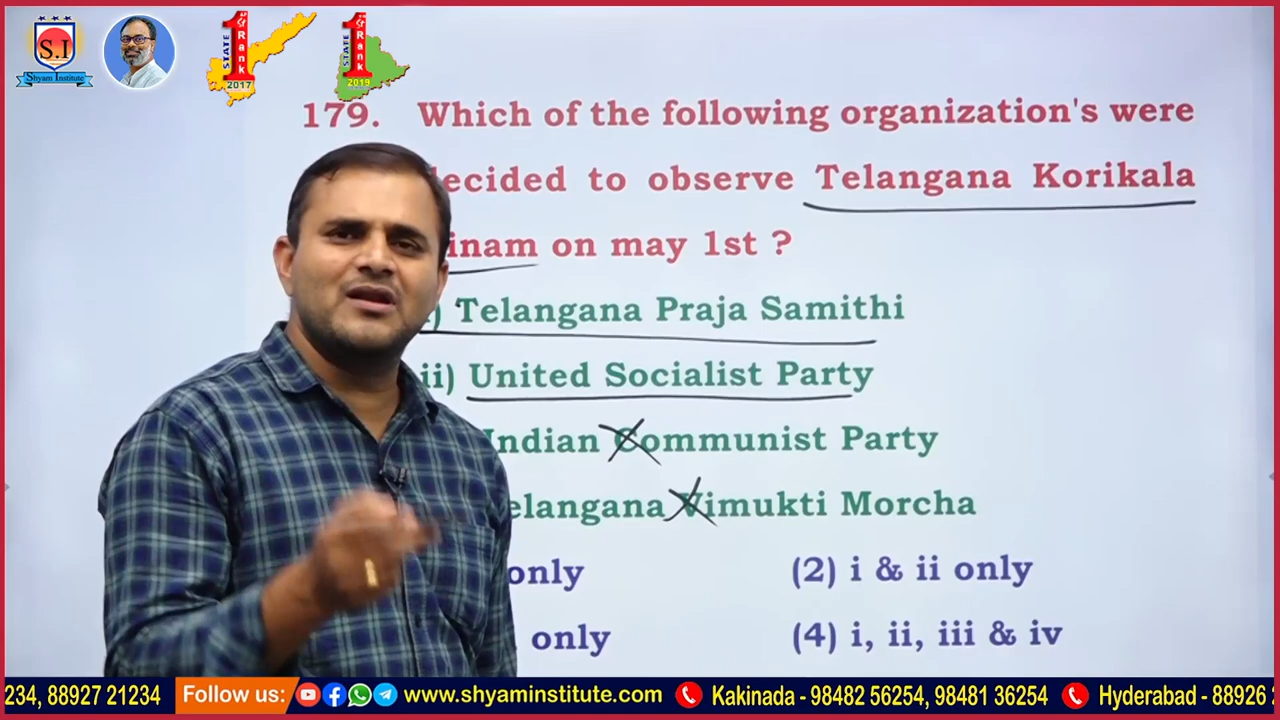 S.I
Shyam Institute
STATE 1 Rank
2017
STATE 1 Rank
2019
179. Which of the following organization's were
ecided to observe Telangana Korikala
inam on may 1st ?
) Telangana Praja Samithi
ii) United Socialist Party
Indian Communist Party
elangana Vimukti Morcha
only (2) i & ii only
only (4) i, ii, iii & iv
234, 88927 21234 Follow us: www.shyaminstitute.com Kakinada - 98482 56254, 98481 36254 Hyderabad - 88926 2